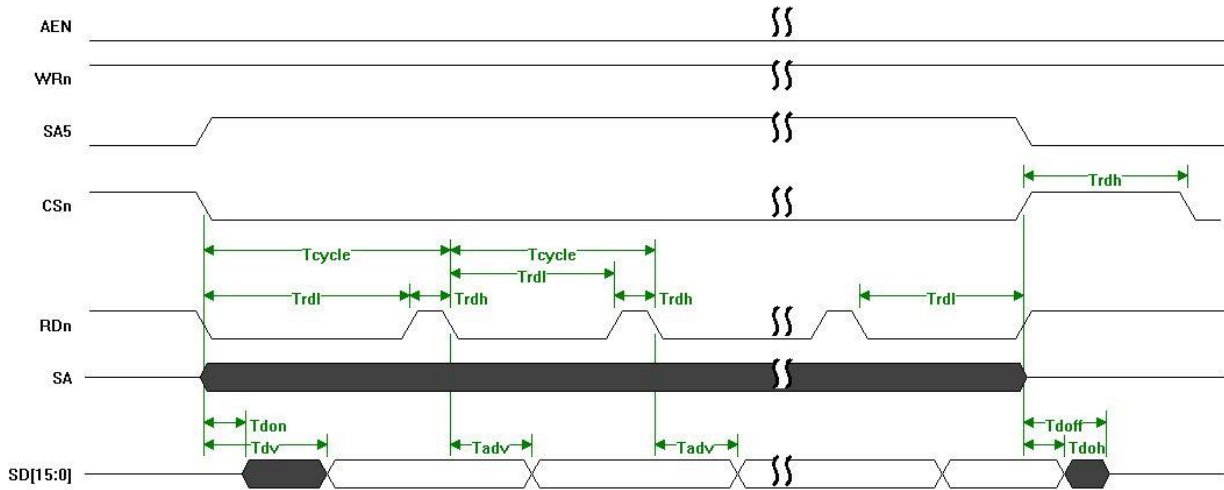 AEN
WRn
SA5
Trdh
CSn
Tcycle Tcycle
Trdl
Trdl Trdh Trdh Trdl
RDn
SA
Tdon Tdoff
Tdv Tadv Tadv Tdoh
SD[15:0]